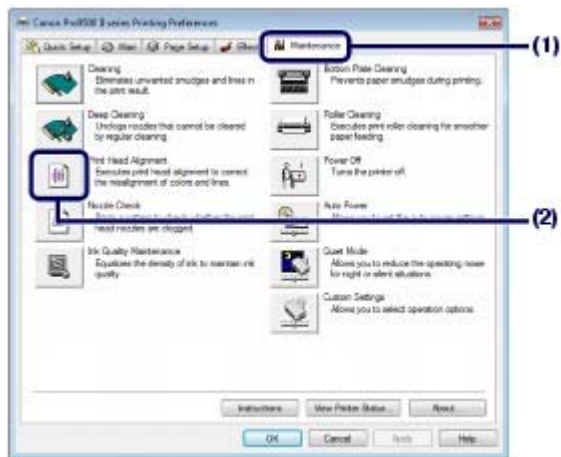 Canon Pro9500 II series Printing Preferences
Quick Setup Main Page Setup Effects Maintenance
(1)
Cleaning
Eliminates unwanted smudges and lines in
the print result.
Deep Cleaning
Unclogs nozzles that cannot be cleared
by regular cleaning.
Print Head Alignment
Executes print head alignment to correct
the misalignment of colors and lines.
Nozzle Check
head nozzles are clogged.
Ink Quality Maintenance
Equalizes the density of ink to maintain ink
quality.
Bottom Plate Cleaning
Prevents paper smudges during printing.
Roller Cleaning
Executes print roller cleaning for smoother
paper feeding.
Power Off
Turns the printer off.
Auto Power
(2)
Quiet Mode
Allows you to reduce the operating noise
for night or silent situations.
Custom Settings
Allows you to select operation options.
Instructions View Printer Status... About...
OK Cancel Apply Help